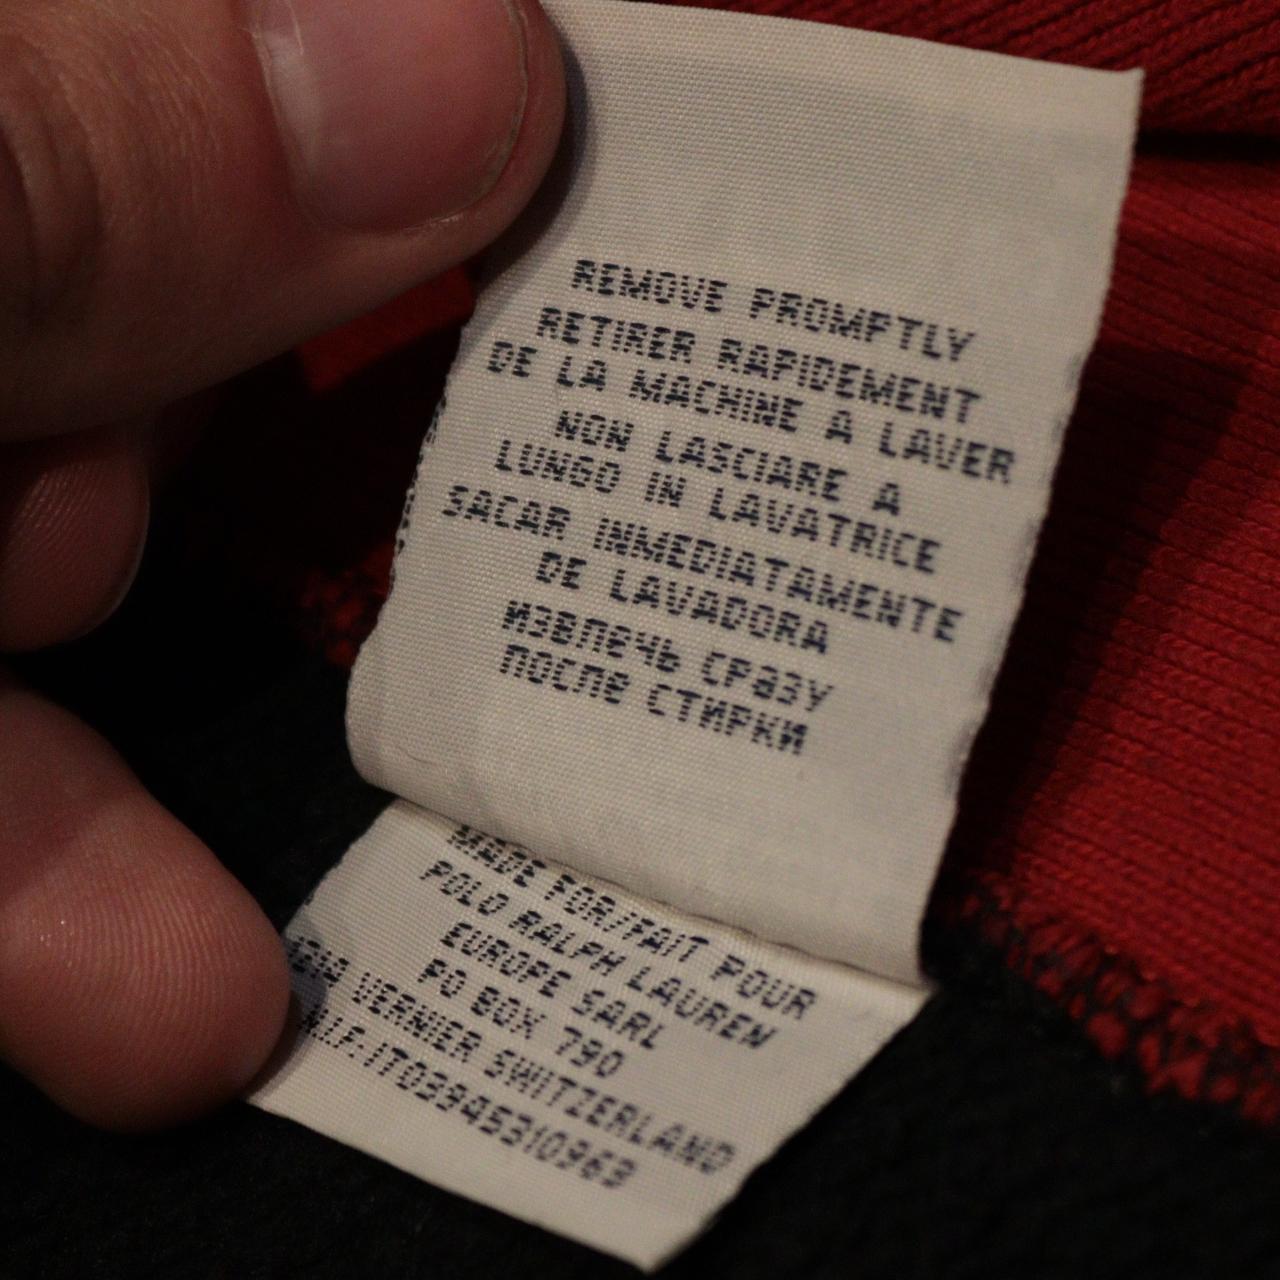 REMOVE PROMPTLY
RETIRER RAPIDEMENT
DE LA MACHINE A LAVER
NON LASCIARE A
LUNGO IN LAVATRICE
SACAR INMEDIATAMENTE
DE LAVADORA
ИЗВЛЕЧЬ СРАЗУ
ПОСЛЕ СТИРКИ
MADE FOR/FAIT POUR
POLO RALPH LAUREN
EUROPE SARL
PO BOX 790
VERNIER SWITZERLAND